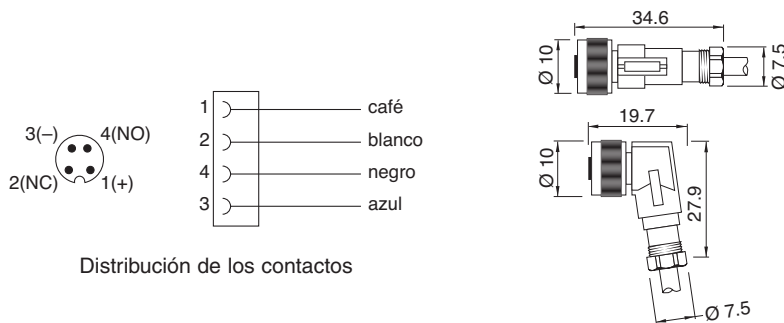 3(–) 4(NO)
2(NC) 1(+)
1 café
2 blanco
4 negro
3 azul
Distribución de los contactos
34.6
Ø 10
Ø 7.5
19.7
Ø 10
27.9
Ø 7.5